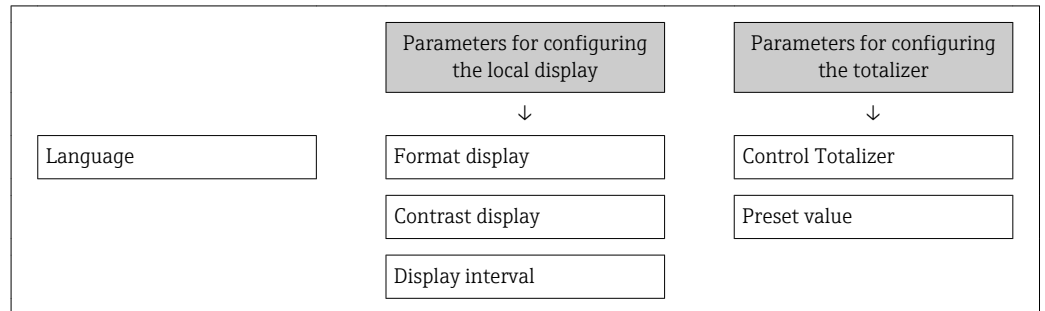 Parameters for configuring
the local display
Parameters for configuring
the totalizer
↓
↓
Language
Format display
Control Totalizer
Contrast display
Preset value
Display interval